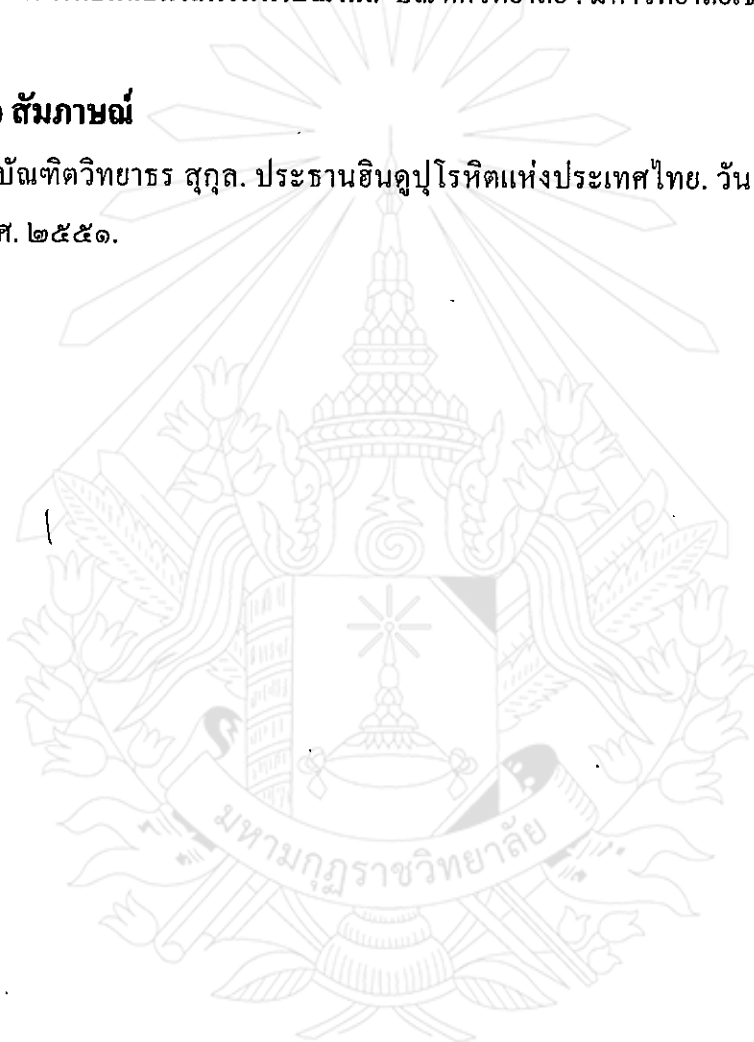 สัมภาษณ์
บัณฑิตวิทยาธร สุกุล. ประธานฮินดูปุโรหิตแห่งประเทศไทย. วัน
ศ. ๒๕๕๑.
มหามกุฏราชวิทยาลัย